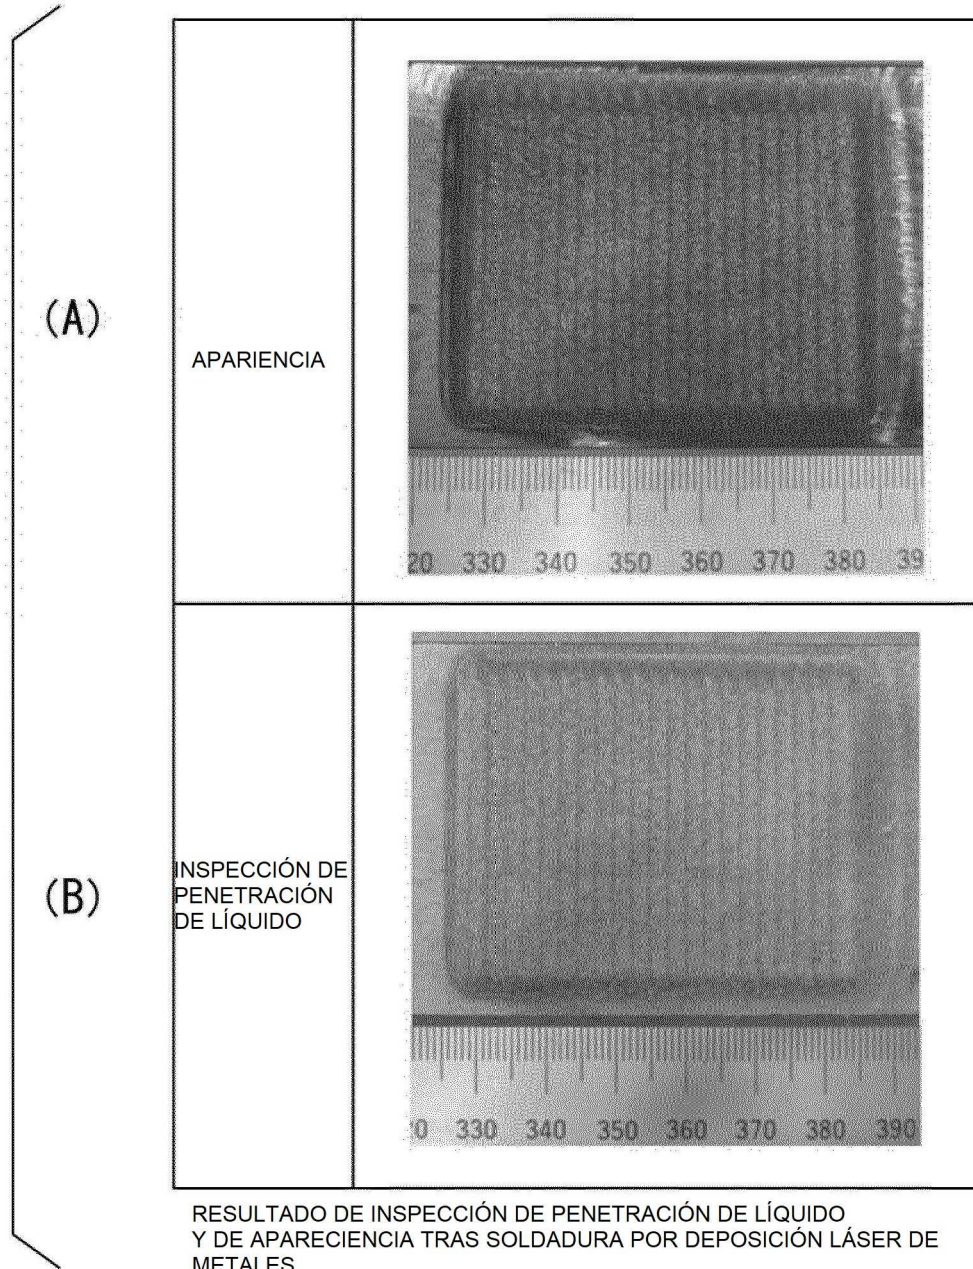 (A)
APARIENCIA
20 330 340 350 360 370 380 39
(B)
INSPECCIÓN DE
PENETRACIÓN
DE LÍQUIDO
0 330 340 350 360 370 380 390
RESULTADO DE INSPECCIÓN DE PENETRACIÓN DE LÍQUIDO
Y DE APARECIENCIA TRAS SOLDADURA POR DEPOSICIÓN LÁSER DE
METALES